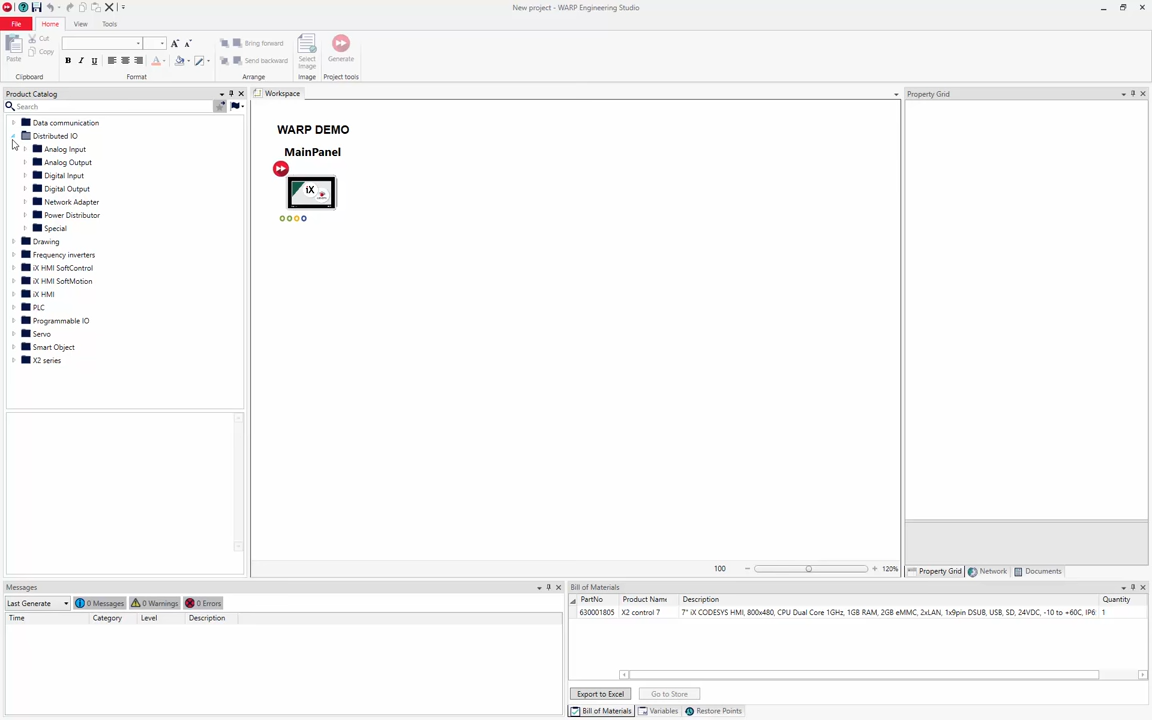 New project - WARP Engineering Studio
File Home View Tools
Paste
Cut
Copy
Clipboard
Format
Bring forward
Send backward
Arrange
Select Image
Image
Generate
Project tools
Product Catalog
Search
Data communication
Distributed IO
Analog Input
Analog Output
Digital Input
Digital Output
Network Adapter
Power Distributor
Special
Drawing
Frequency inverters
iX HMI SoftControl
iX HMI SoftMotion
iX HMI
PLC
Programmable IO
Servo
Smart Object
X2 series
Workspace
WARP DEMO
MainPanel
iX
100
120%
Property Grid
Property Grid Network Documents
Messages
Last Generate 0 Messages 0 Warnings 0 Errors
Time Category Level Description
Bill of Materials
PartNo Product Name Description Quantity
630001805 X2 control 7 7" iX CODESYS HMI, 800x480, CPU Dual Core 1GHz, 1GB RAM, 2GB eMMC, 2xLAN, 1x9pin DSUB, USB, SD, 24VDC, -10 to +60C, IP6 1
Export to Excel Go to Store
Bill of Materials Variables Restore Points